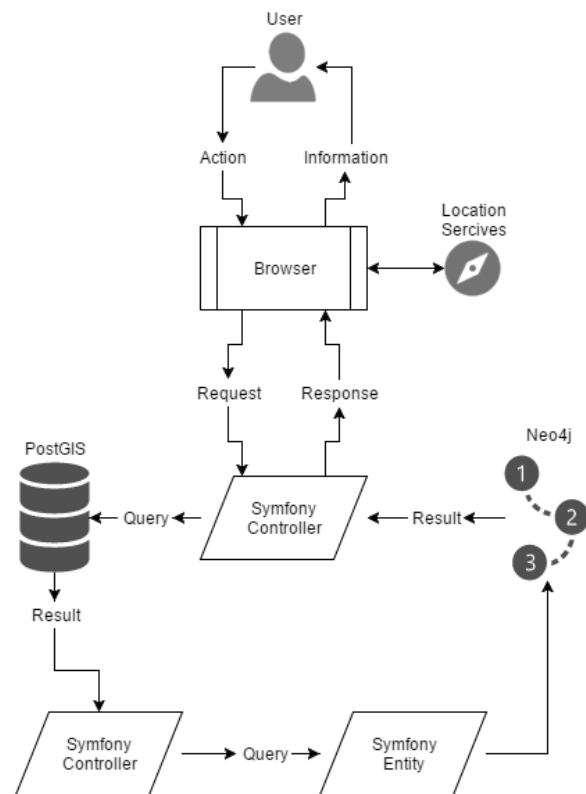 User
Action
Information
Location
Sercives
Browser
Request
Response
PostGIS
Neo4j
1
Symfony
Controller
Query
Result
2
3
Result
Symfony
Controller
Query
Symfony
Entity